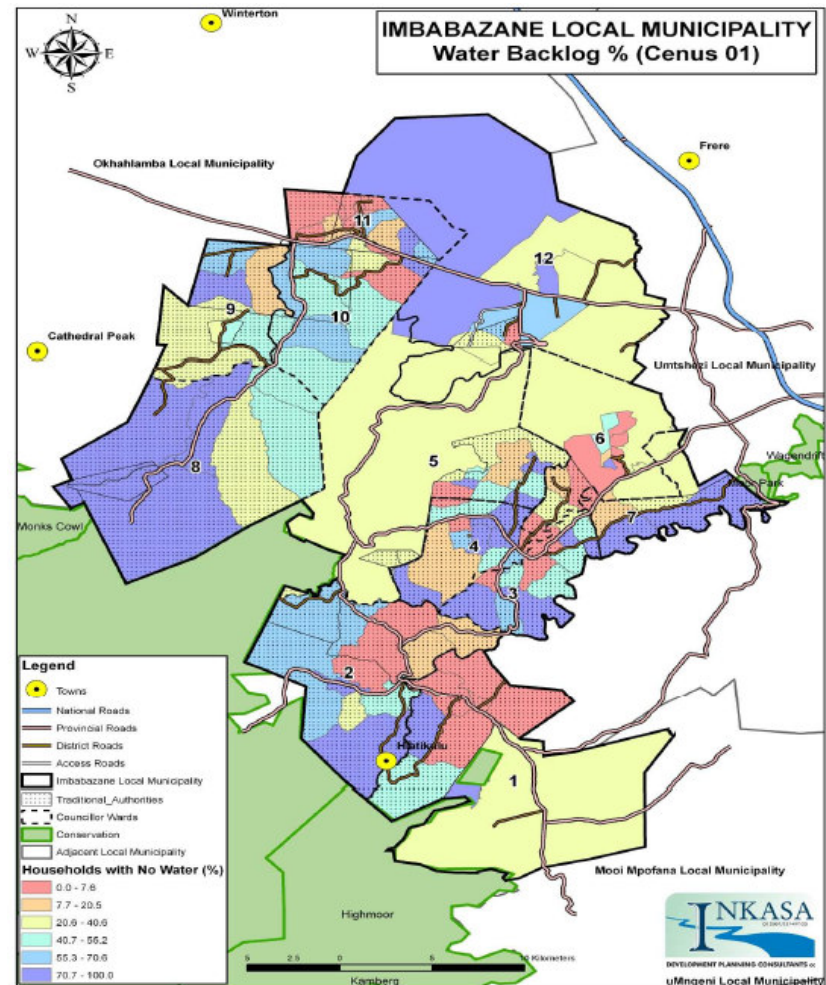 IMBABAZANE LOCAL MUNICIPALITY
Water Backlog % (Cenus 01)
N
W
E
S
Winterton
Frere
Okhahlamba Local Municipality
11
12
9
10
Cathedral Peak
Umtshezi Local Municipality
6
5
8
Wagendrift
Moor Park
7
Monks Cowl
4
3
2
Hlatikulu
1
Mooi Mpofana Local Municipality
Highmoor
Kamberg
Legend
Towns
National Roads
Provincial Roads
District Roads
Access Roads
Imbabazane Local Municipality
Traditional_Authorities
Councillor Wards
Conservation
Adjacent Local Municipality
Households with No Water (%)
0.0 - 7.6
7.7 - 20.5
20.6 - 40.6
40.7 - 55.2
55.3 - 70.6
70.7 - 100.0
5 2.5 0 5 10 Kilometers
INKASA
DEVELOPMENT PLANNING CONSULTANTS cc
uMngeni Local Municipality